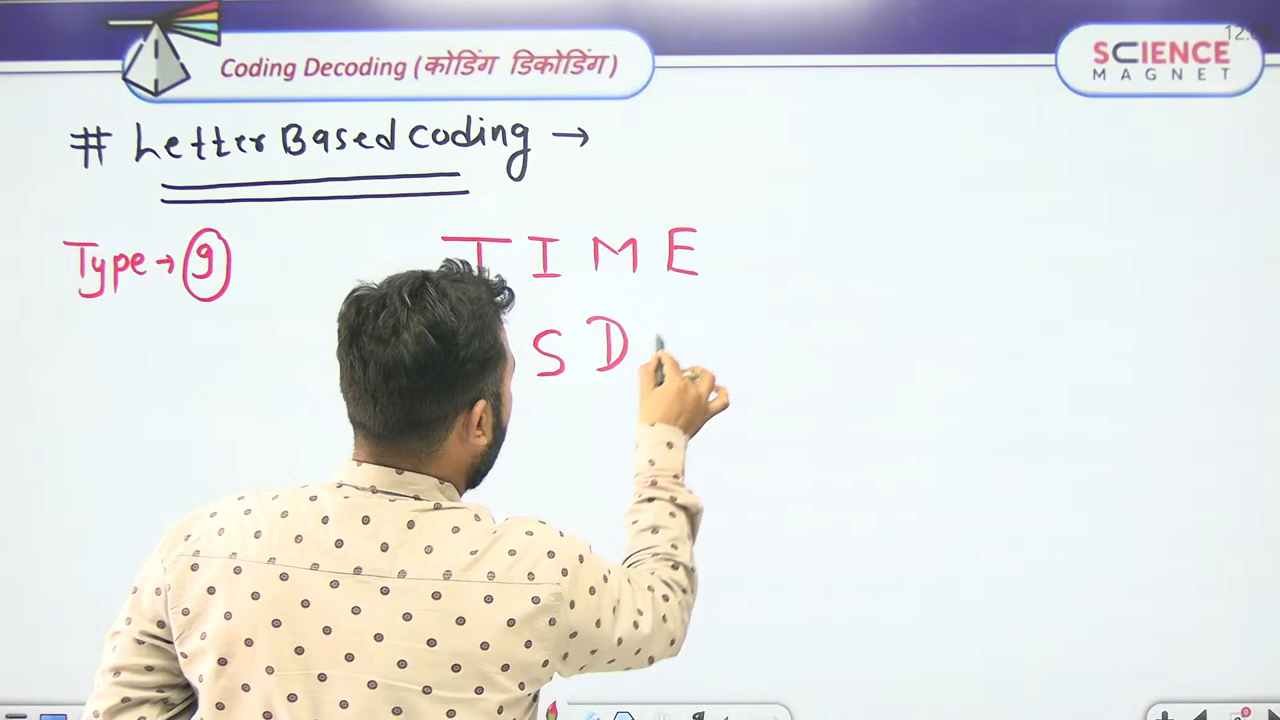 Coding Decoding (कोडिंग डिकोडिंग)
SCIENCE
MAGNET
# Letter Based Coding →
Type → 9
T I M E
S D